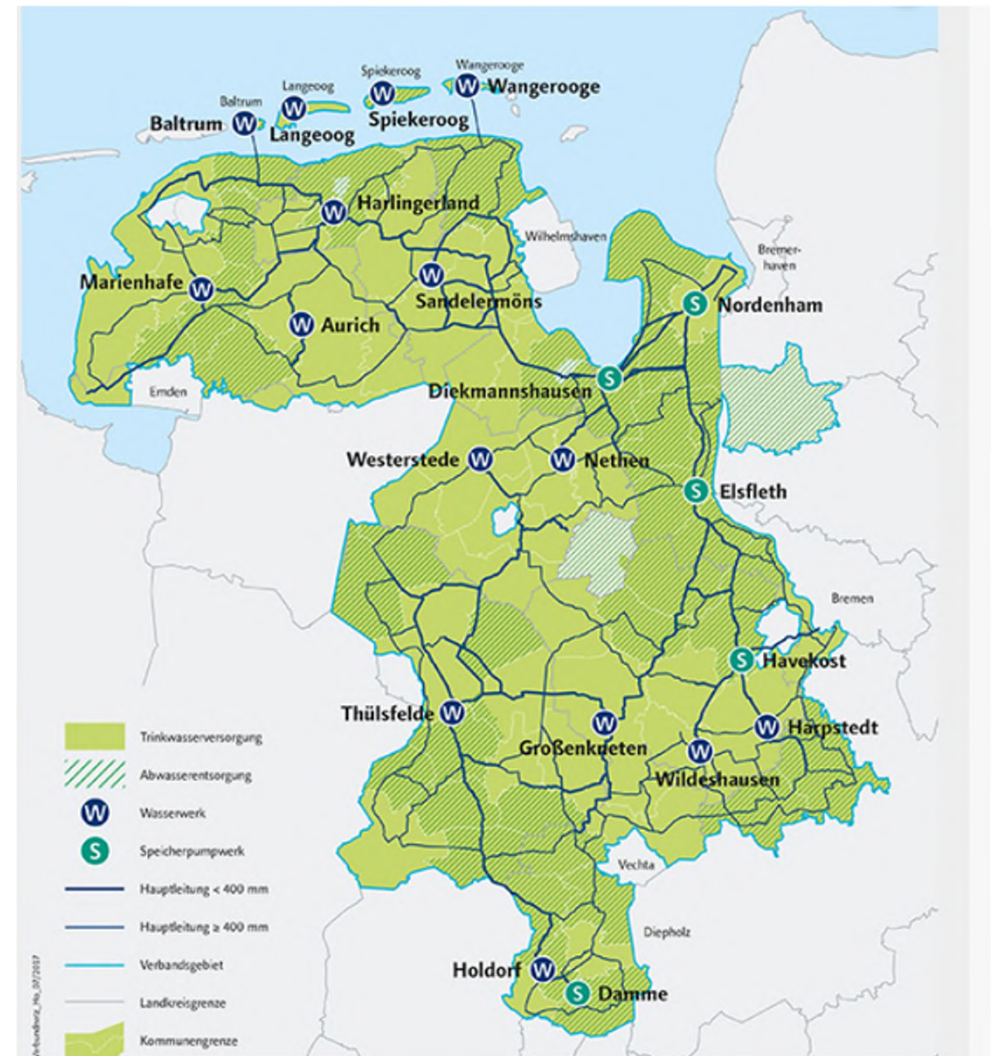 Wangerooge
Spiekeroog
Langeoog
Baltrum
W Wangerooge
W
Spiekeroog
W
Langeoog
Baltrum W
Harlingerland
W
Wilhelmshaven
Bremer-
haven
Marienhafe W
W
Sandelermöns
S Nordenham
W Aurich
Emden
S
Diekmannshausen
Westerstede W
W Nethen
S Elsfleth
Bremen
S Havekost
Thülsfelde W
W
Großenkneten
W Harpstedt
W
Wildeshausen
Vechta
Diepholz
Holdorf W
S Damme
Trinkwasserversorgung
Abwasserentsorgung
W Wasserwerk
S Speicherpumpwerk
Hauptleitung < 400 mm
Hauptleitung ≥ 400 mm
Verbandsgebiet
Landkreisgrenze
Kommunengrenze